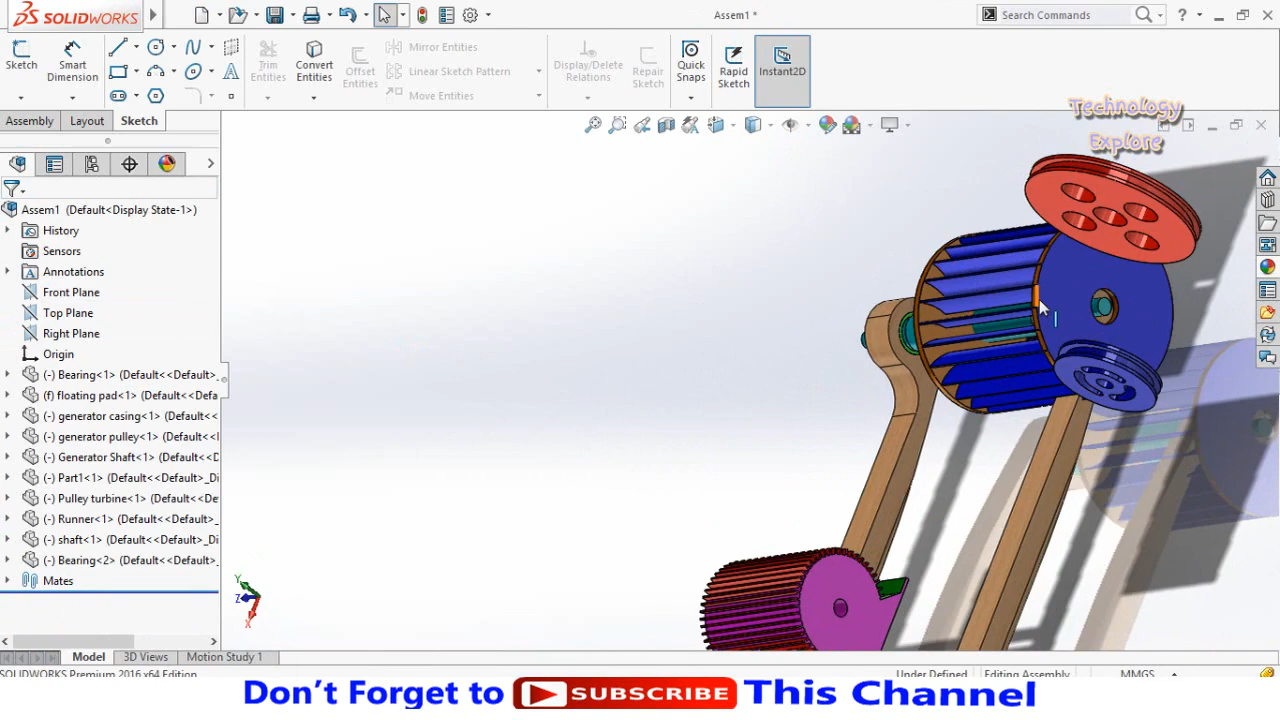 SOLIDWORKS
Assem1 *
Search Commands
?
Sketch
Smart Dimension
Trim Entities
Convert Entities
Offset Entities
Mirror Entities
Linear Sketch Pattern
Move Entities
Display/Delete Relations
Repair Sketch
Quick Snaps
Rapid Sketch
Instant2D
Assembly
Layout
Sketch
Technology
Explore
Assem1 (Default<Display State-1>)
History
Sensors
Annotations
Front Plane
Top Plane
Right Plane
Origin
(-) Bearing<1> (Default<<Default>_
(f) floating pad<1> (Default<<Defa
(-) generator casing<1> (Default<<
(-) generator pulley<1> (Default<<
(-) Generator Shaft<1> (Default<<D
(-) Part1<1> (Default<<Default>_Di
(-) Pulley turbine<1> (Default<<De
(-) Runner<1> (Default<<Default>_
(-) shaft<1> (Default<<Default>_Di
(-) Bearing<2> (Default<<Default>_
Mates
Y
Z
X
Model
3D Views
Motion Study 1
SOLIDWORKS Premium 2016 x64 Edition
Under Defined
Editing Assembly
MMGS
Don't Forget to SUBSCRIBE This Channel